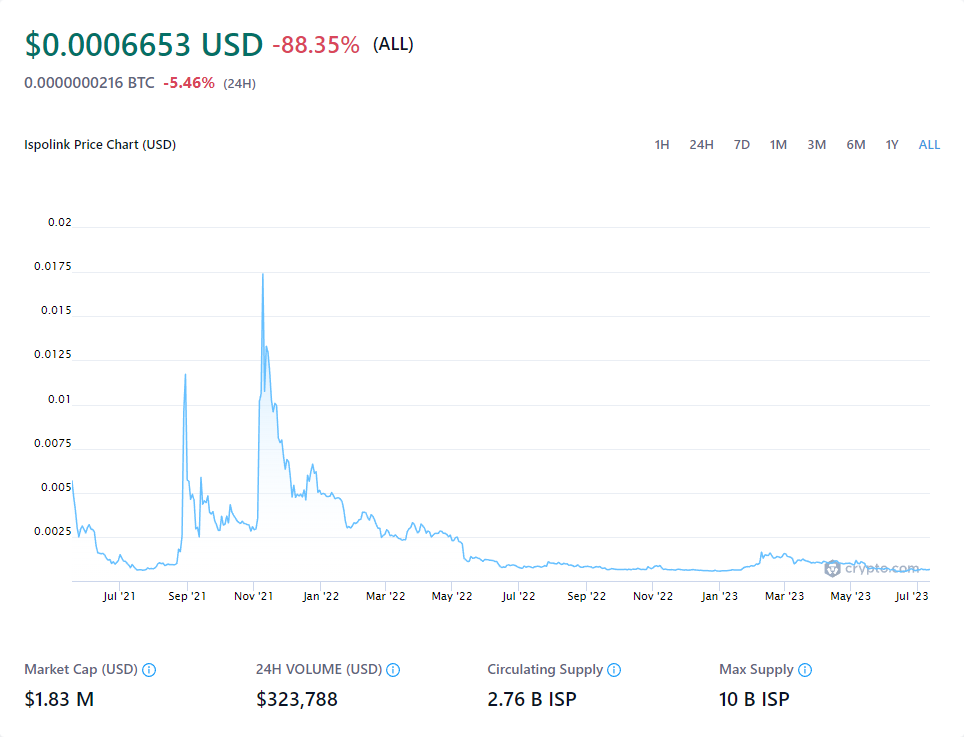 $0.0006653 USD -88.35% (ALL)
0.0000000216 BTC -5.46% (24H)
Ispolink Price Chart (USD) 1H 24H 7D 1M 3M 6M 1Y ALL
0.02
0.0175
0.015
0.0125
0.01
0.0075
0.005
0.0025
crypto.com
Jul '21 Sep '21 Nov '21 Jan '22 Mar '22 May '22 Jul '22 Sep '22 Nov '22 Jan '23 Mar '23 May '23 Jul '23
Market Cap (USD) 24H VOLUME (USD) Circulating Supply Max Supply
$1.83 M $323,788 2.76 B ISP 10 B ISP